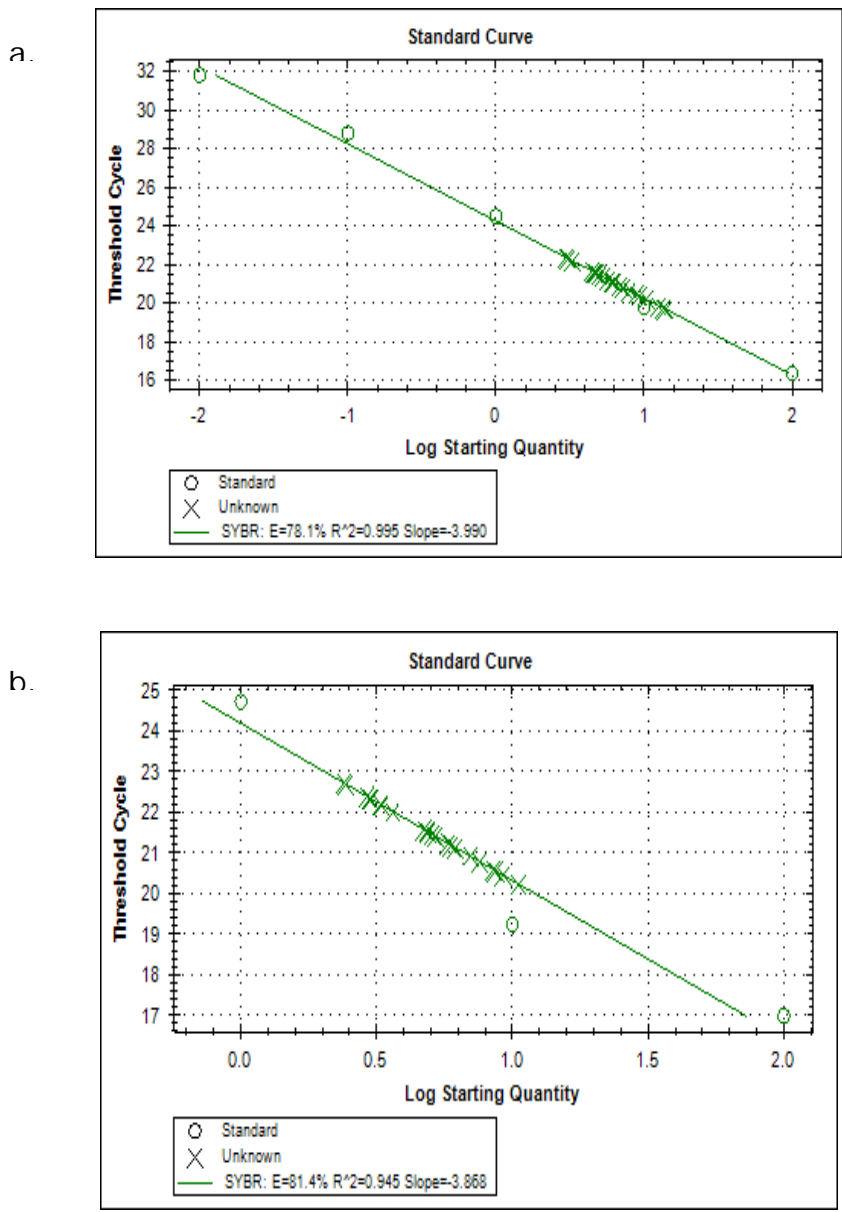 a.
Standard Curve
32
30
28
26
24
22
20
18
16
Threshold Cycle
-2 -1 0 1 2
Log Starting Quantity
Standard
Unknown
SYBR: E=78.1% R^2=0.995 Slope=-3.990
b.
Standard Curve
25
24
23
22
21
20
19
18
17
Threshold Cycle
0.0 0.5 1.0 1.5 2.0
Log Starting Quantity
Standard
Unknown
SYBR: E=81.4% R^2=0.945 Slope=-3.868